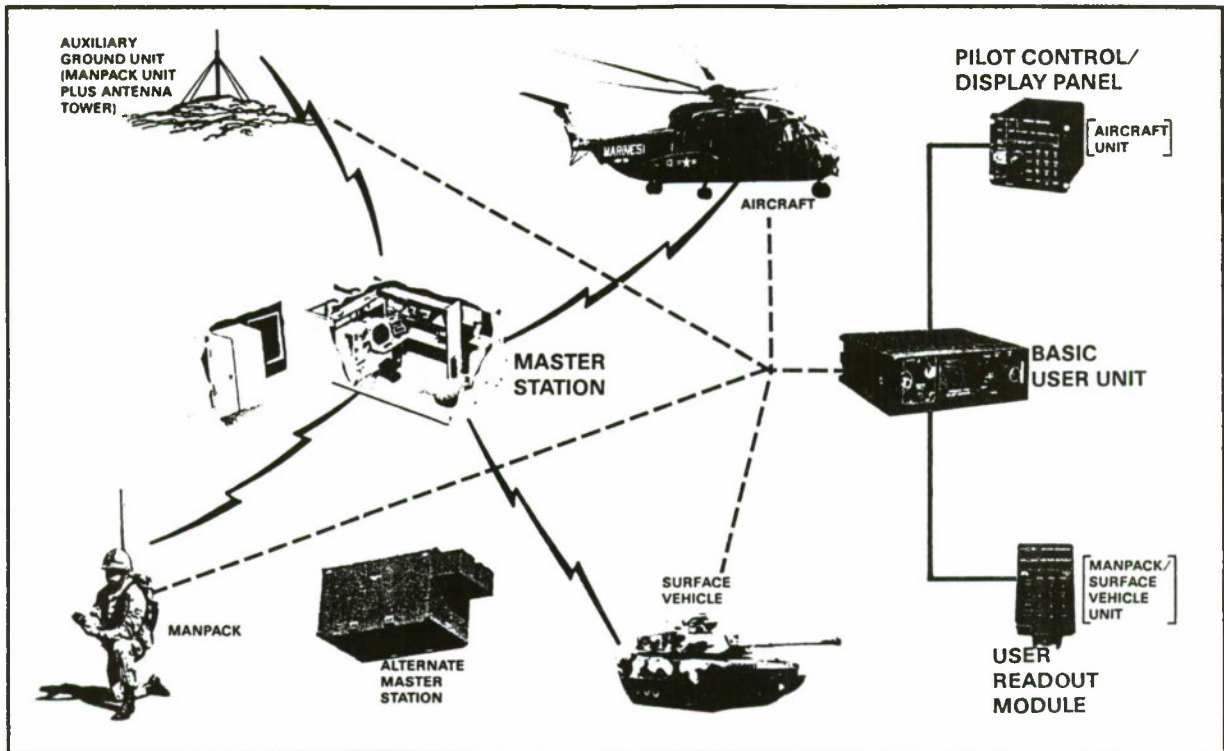 AUXILIARY
GROUND UNIT
(MANPACK UNIT
PLUS ANTENNA
TOWER)
PILOT CONTROL/
DISPLAY PANEL
[AIRCRAFT
UNIT]
MARINES
AIRCRAFT
MASTER
STATION
BASIC
USER UNIT
MANPACK
ALTERNATE
MASTER
STATION
SURFACE
VEHICLE
[MANPACK/
SURFACE
VEHICLE
UNIT]
USER
READOUT
MODULE